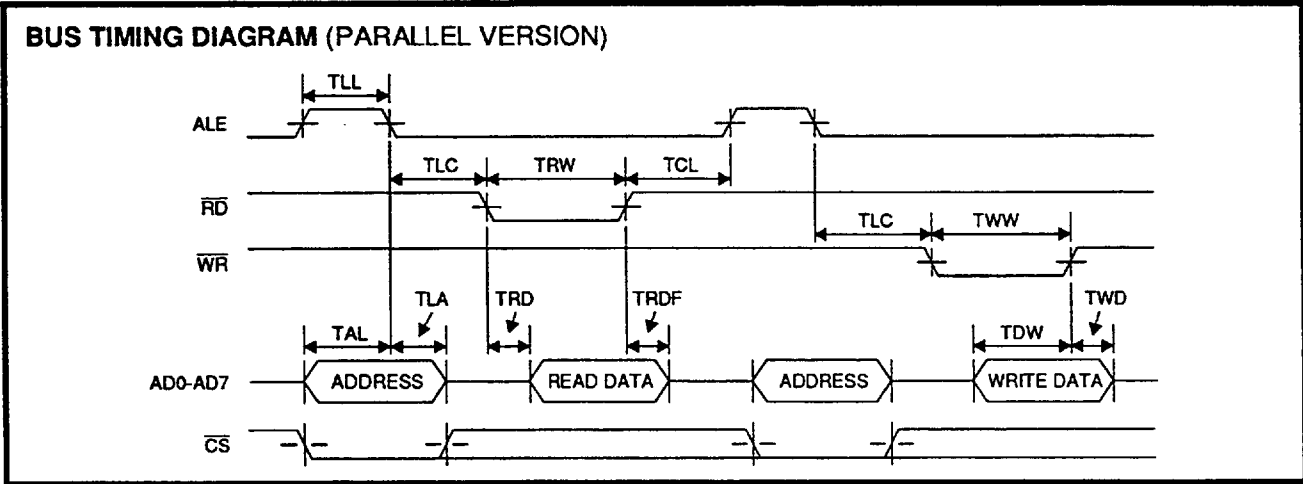 BUS TIMING DIAGRAM (PARALLEL VERSION)
TLL
ALE
TLC TRW TCL
RD
TLC TWW
WR
TLA TRD TRDF TWD
TAL TDW
AD0-AD7 ADDRESS READ DATA ADDRESS WRITE DATA
CS